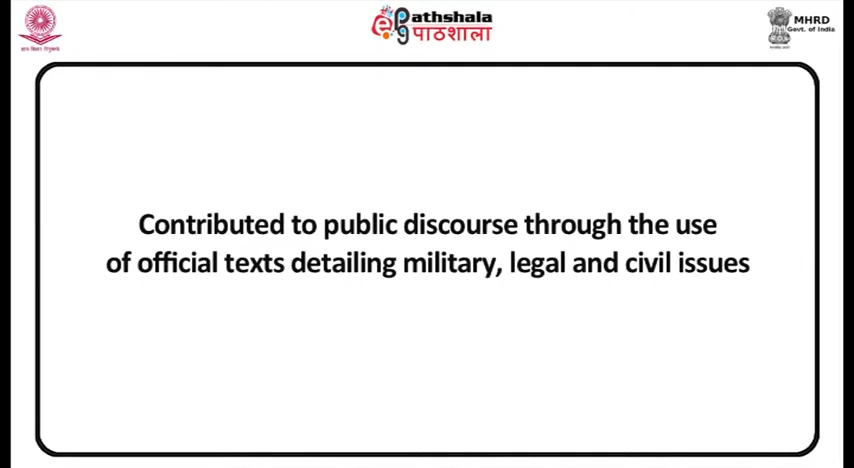 ePathshala
पाठशाला
MHRD
Govt. of India
Contributed to public discourse through the use
of official texts detailing military, legal and civil issues